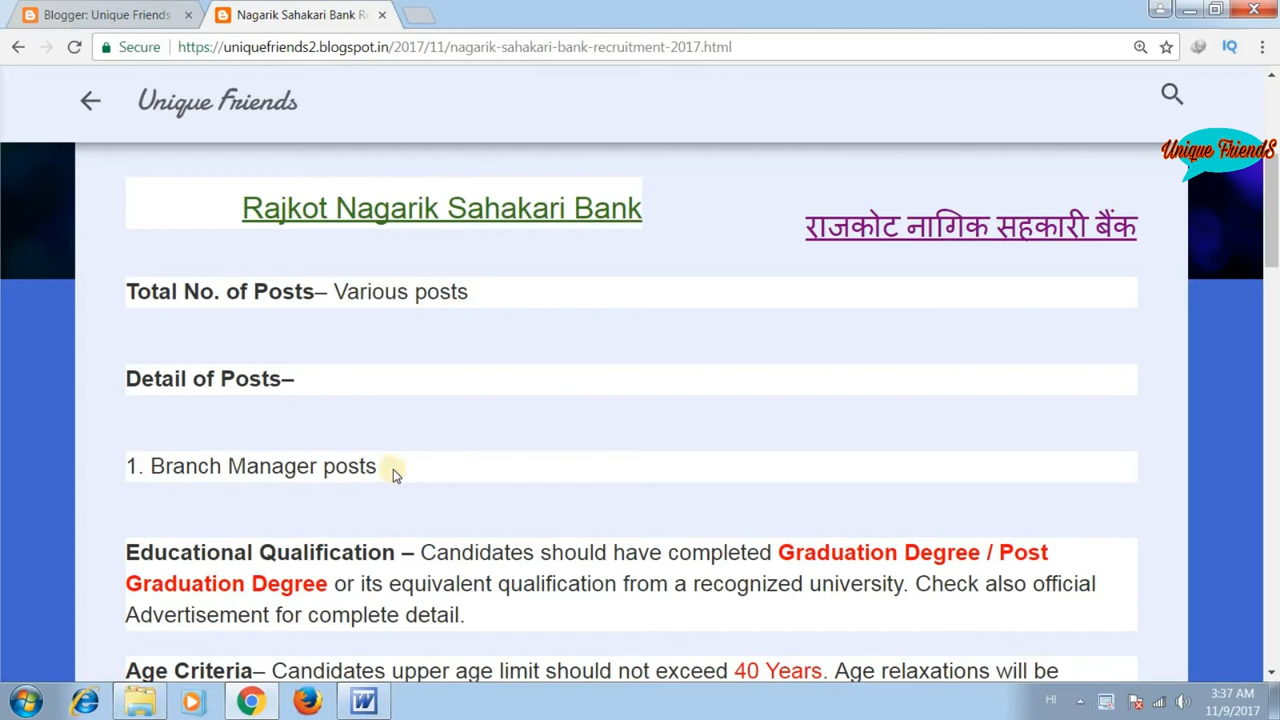 Blogger: Unique Friends
Nagarik Sahakari Bank Re
Secure
https://uniquefriends2.blogspot.in/2017/11/nagarik-sahakari-bank-recruitment-2017.html
IQ
Unique Friends
Unique FriendS
Rajkot Nagarik Sahakari Bank
राजकोट नागिक सहकारी बैंक
Total No. of Posts– Various posts
Detail of Posts–
1. Branch Manager posts
Educational Qualification – Candidates should have completed Graduation Degree / Post
Graduation Degree or its equivalent qualification from a recognized university. Check also official
Advertisement for complete detail.
Age Criteria– Candidates upper age limit should not exceed 40 Years. Age relaxations will be
HI
3:37 AM
11/9/2017